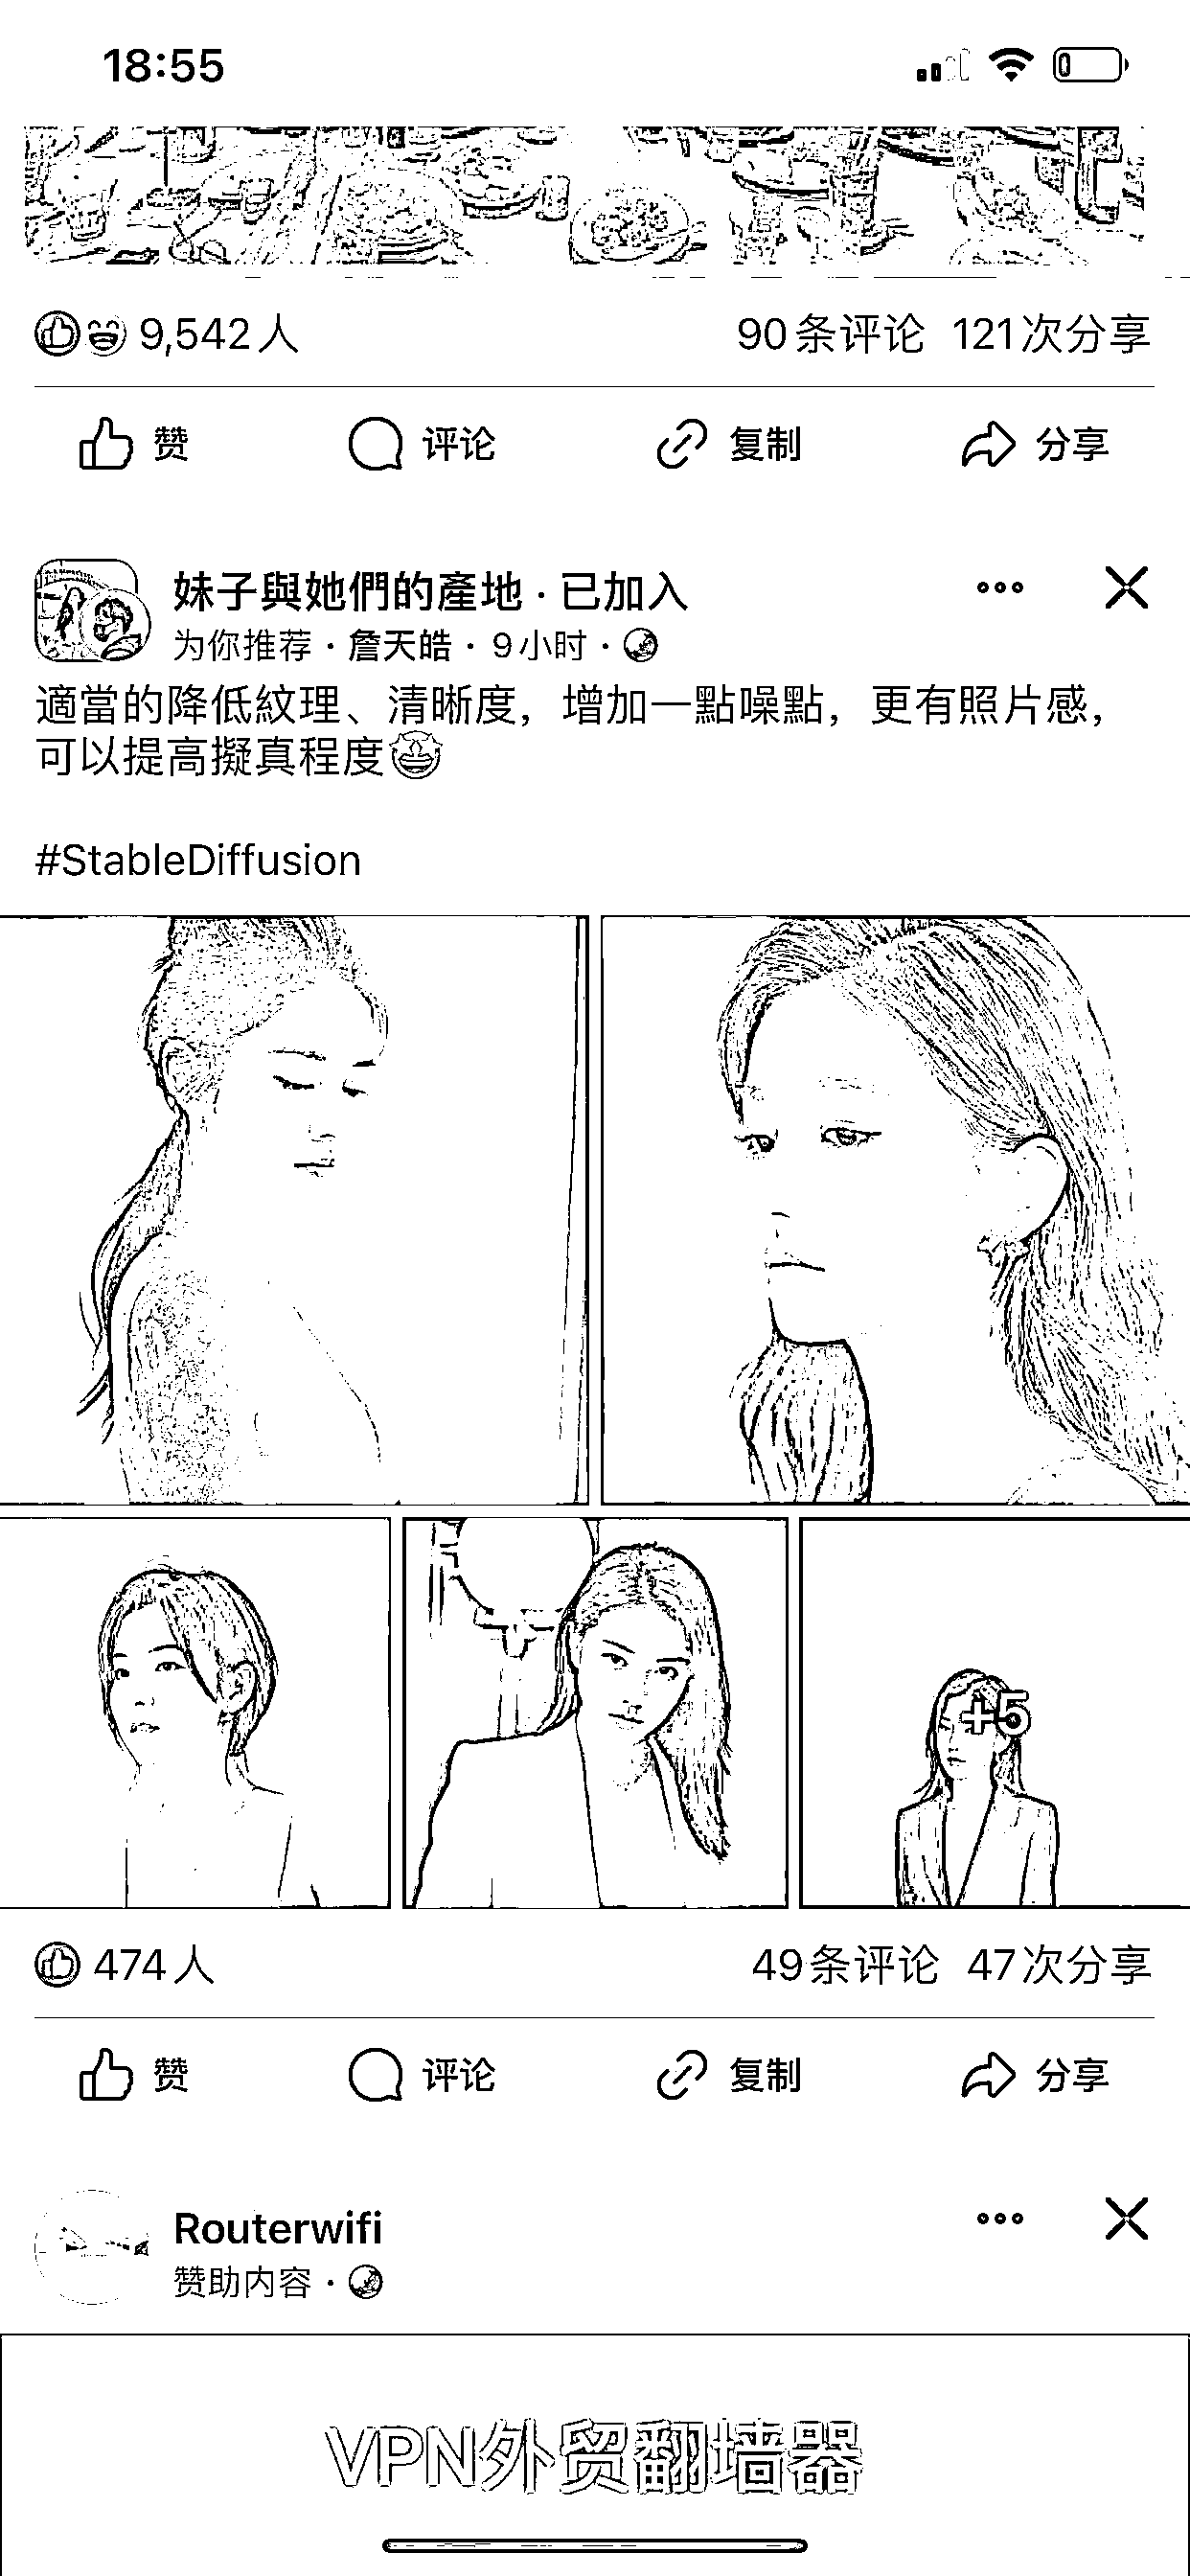 18:55
9,542人 90条评论 121次分享
赞 评论 复制 分享
妹子與她們的產地 · 已加入
为你推荐 · 詹天皓 · 9小时 ·
適當的降低紋理、清晰度，增加一點噪點，更有照片感，
可以提高擬真程度🤩
#StableDiffusion
+5
474人 49条评论 47次分享
赞 评论 复制 分享
Routerwifi
赞助内容 ·
VPN外贸翻墙器